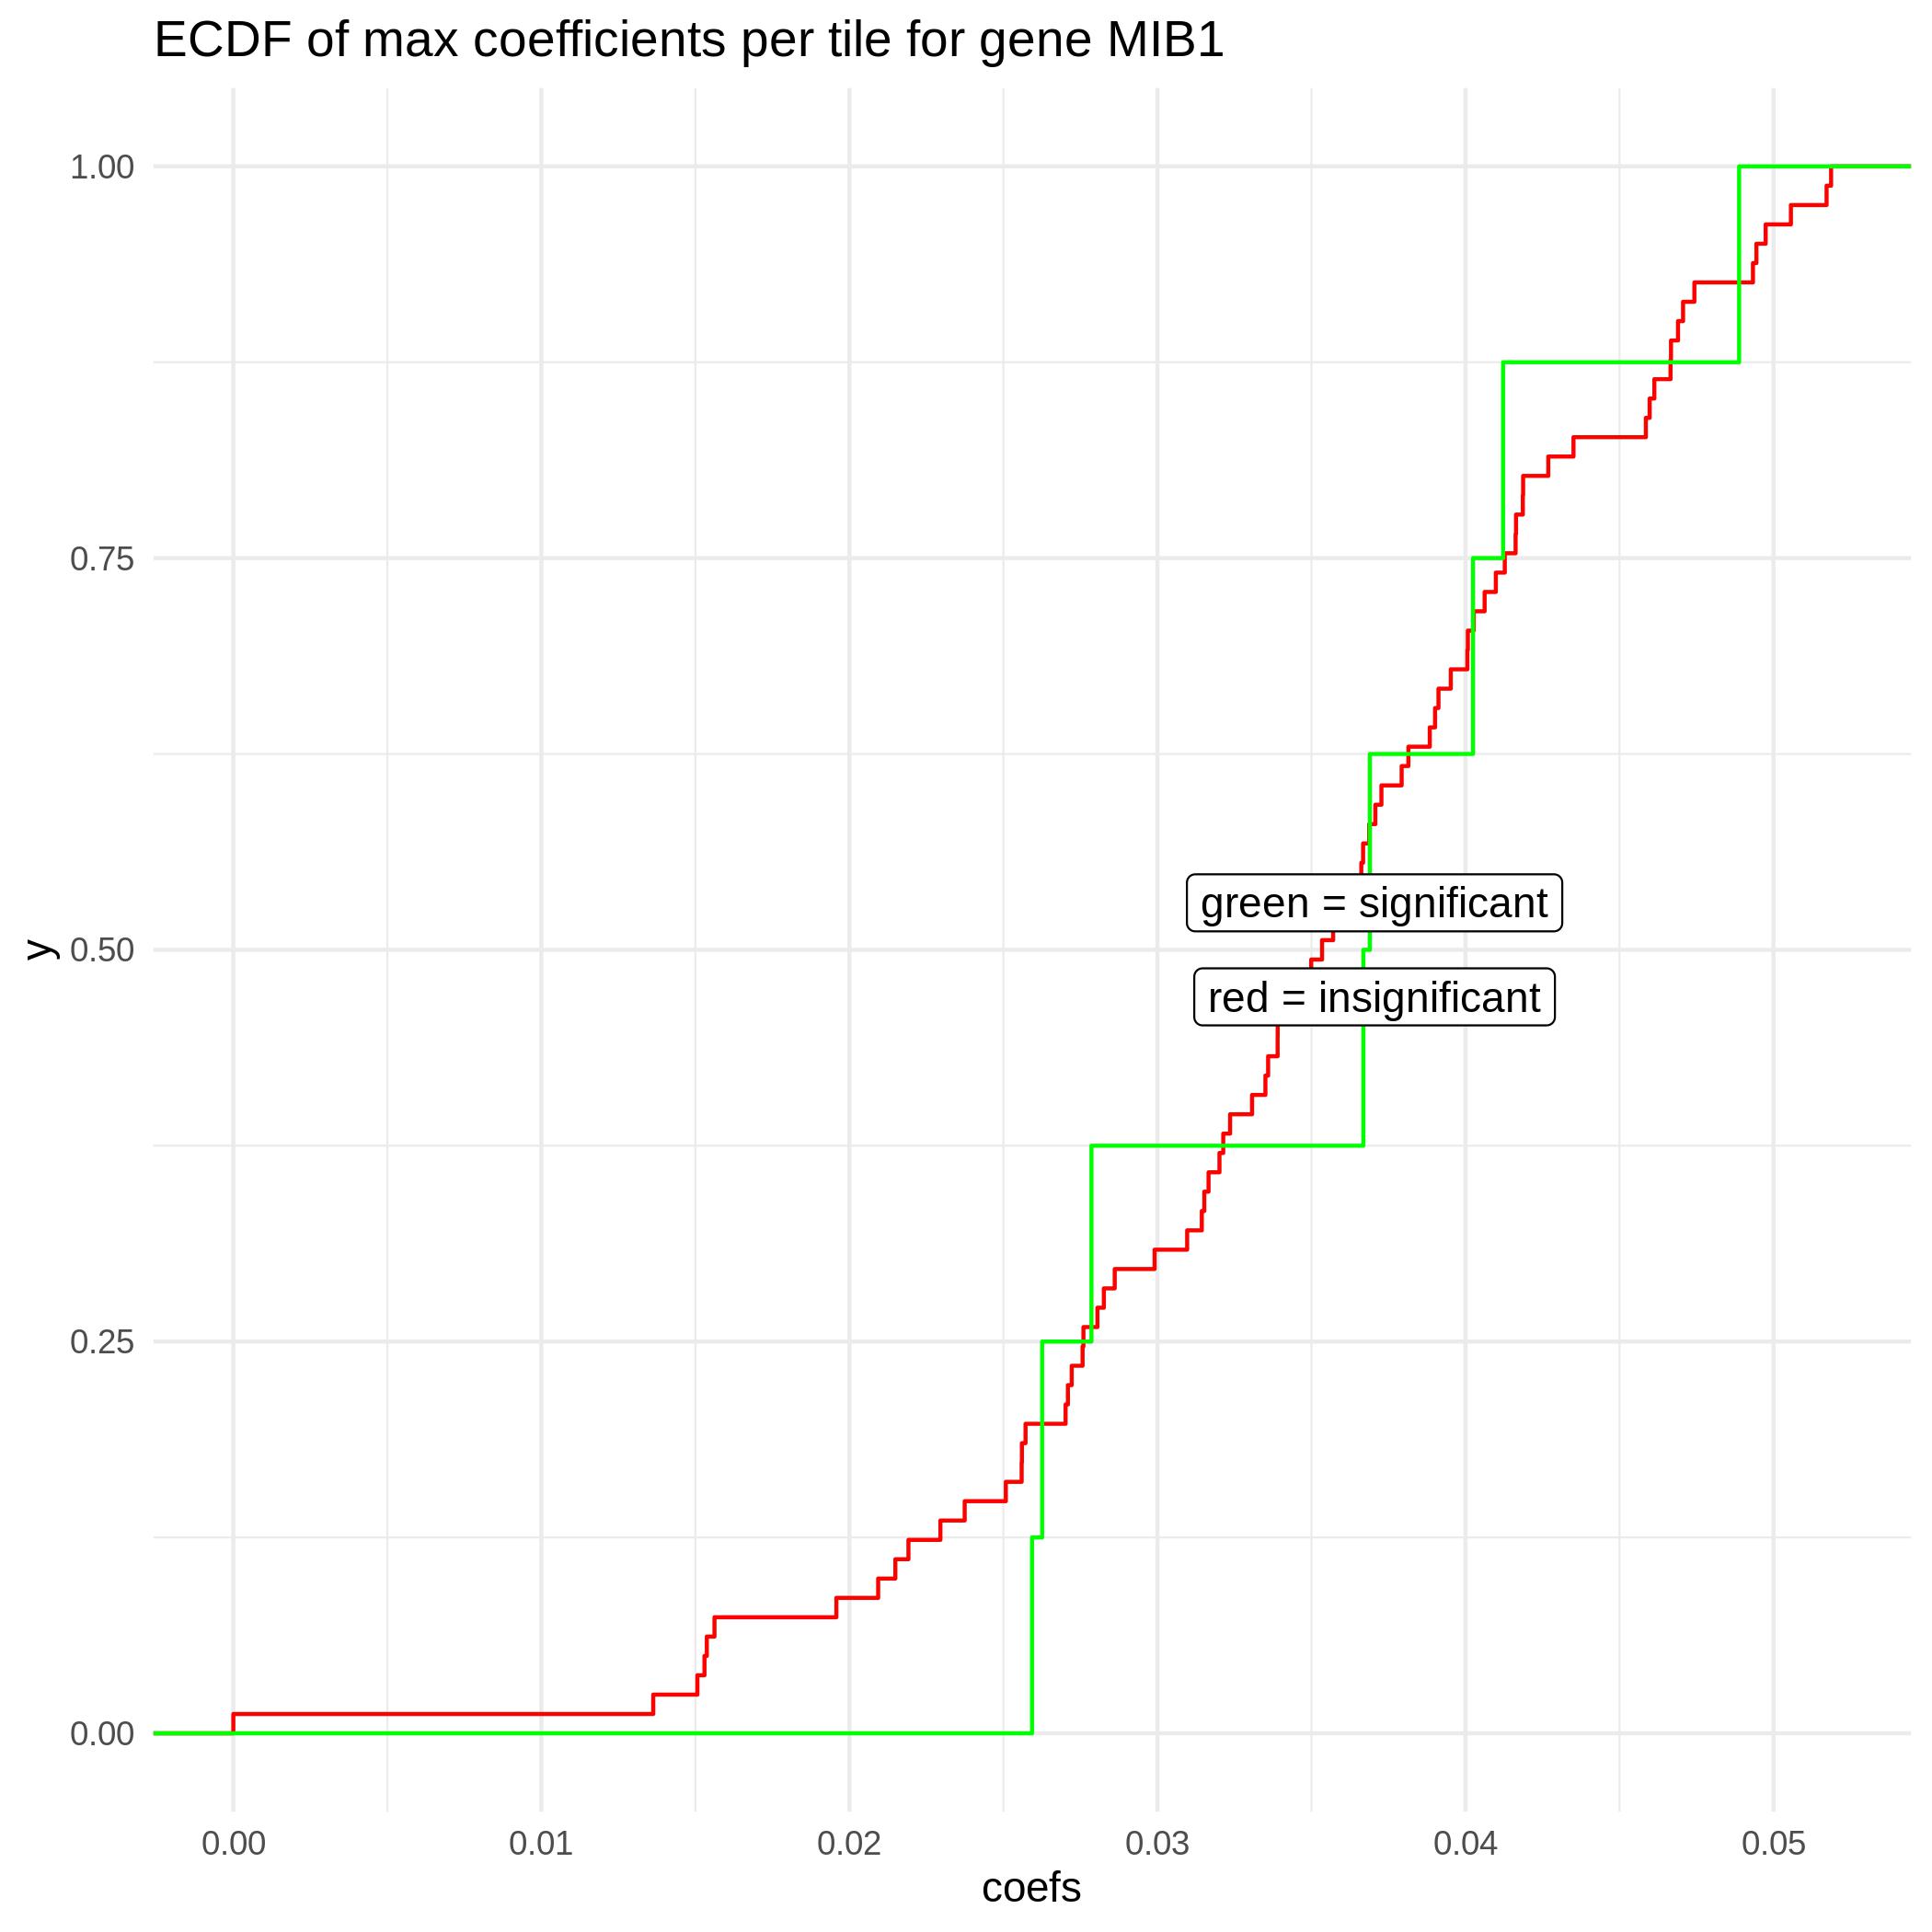 ECDF of max coefficients per tile for gene MIB1
1.00
0.75
0.50
0.25
0.00
y
green = significant
red = insignificant
0.00 0.01 0.02 0.03 0.04 0.05
coefs